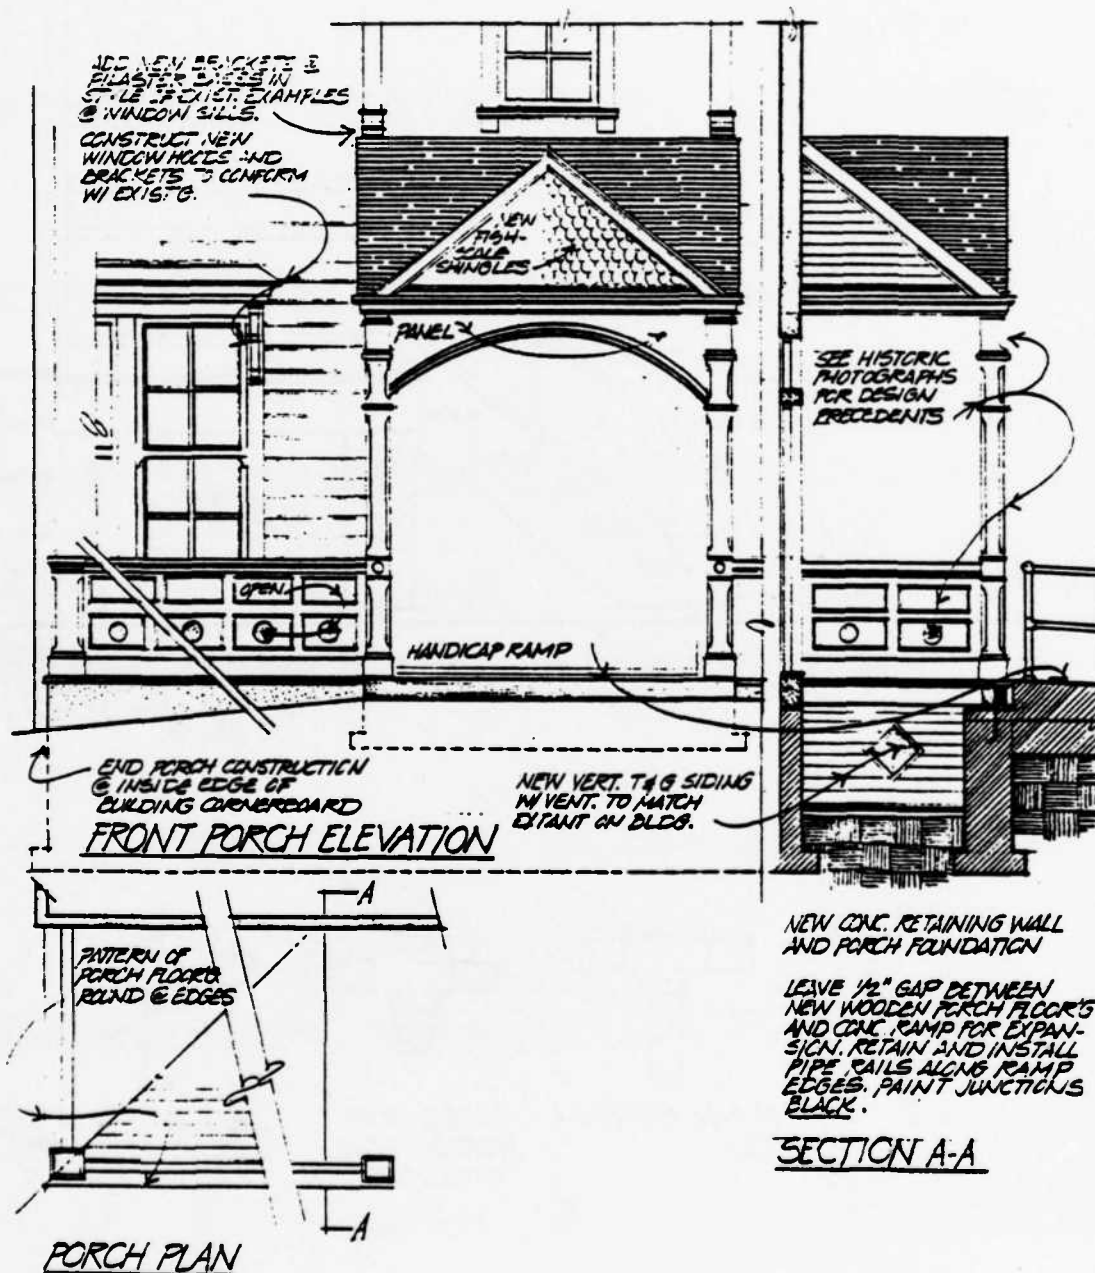 ADD NEW BRACKETS &
PILASTER BASES IN
STYLE OF EXIST. EXAMPLES
@ WINDOW SILLS.
CONSTRUCT NEW
WINDOW HOODS AND
BRACKETS TO CONFORM
W/ EXIST'G.
NEW
FISH-
SCALE
SHINGLES
PANEL
SEE HISTORIC
PHOTOGRAPHS
FOR DESIGN
PRECEDENTS
OPEN
HANDICAP RAMP
END PORCH CONSTRUCTION
@ INSIDE EDGE OF
BUILDING CORNERBOARD
NEW VERT. T&G SIDING
W/ VENT. TO MATCH
EXTANT ON BLDG.
FRONT PORCH ELEVATION
A
PATTERN OF
PORCH FLOOR'G
ROUND @ EDGES
A
PORCH PLAN
NEW CONC. RETAINING WALL
AND PORCH FOUNDATION
LEAVE 1/2" GAP BETWEEN
NEW WOODEN PORCH FLOOR'G
AND CONC. RAMP FOR EXPAN-
SION. RETAIN AND INSTALL
PIPE RAILS ALONG RAMP
EDGES. PAINT JUNCTIONS
BLACK.
SECTION A-A